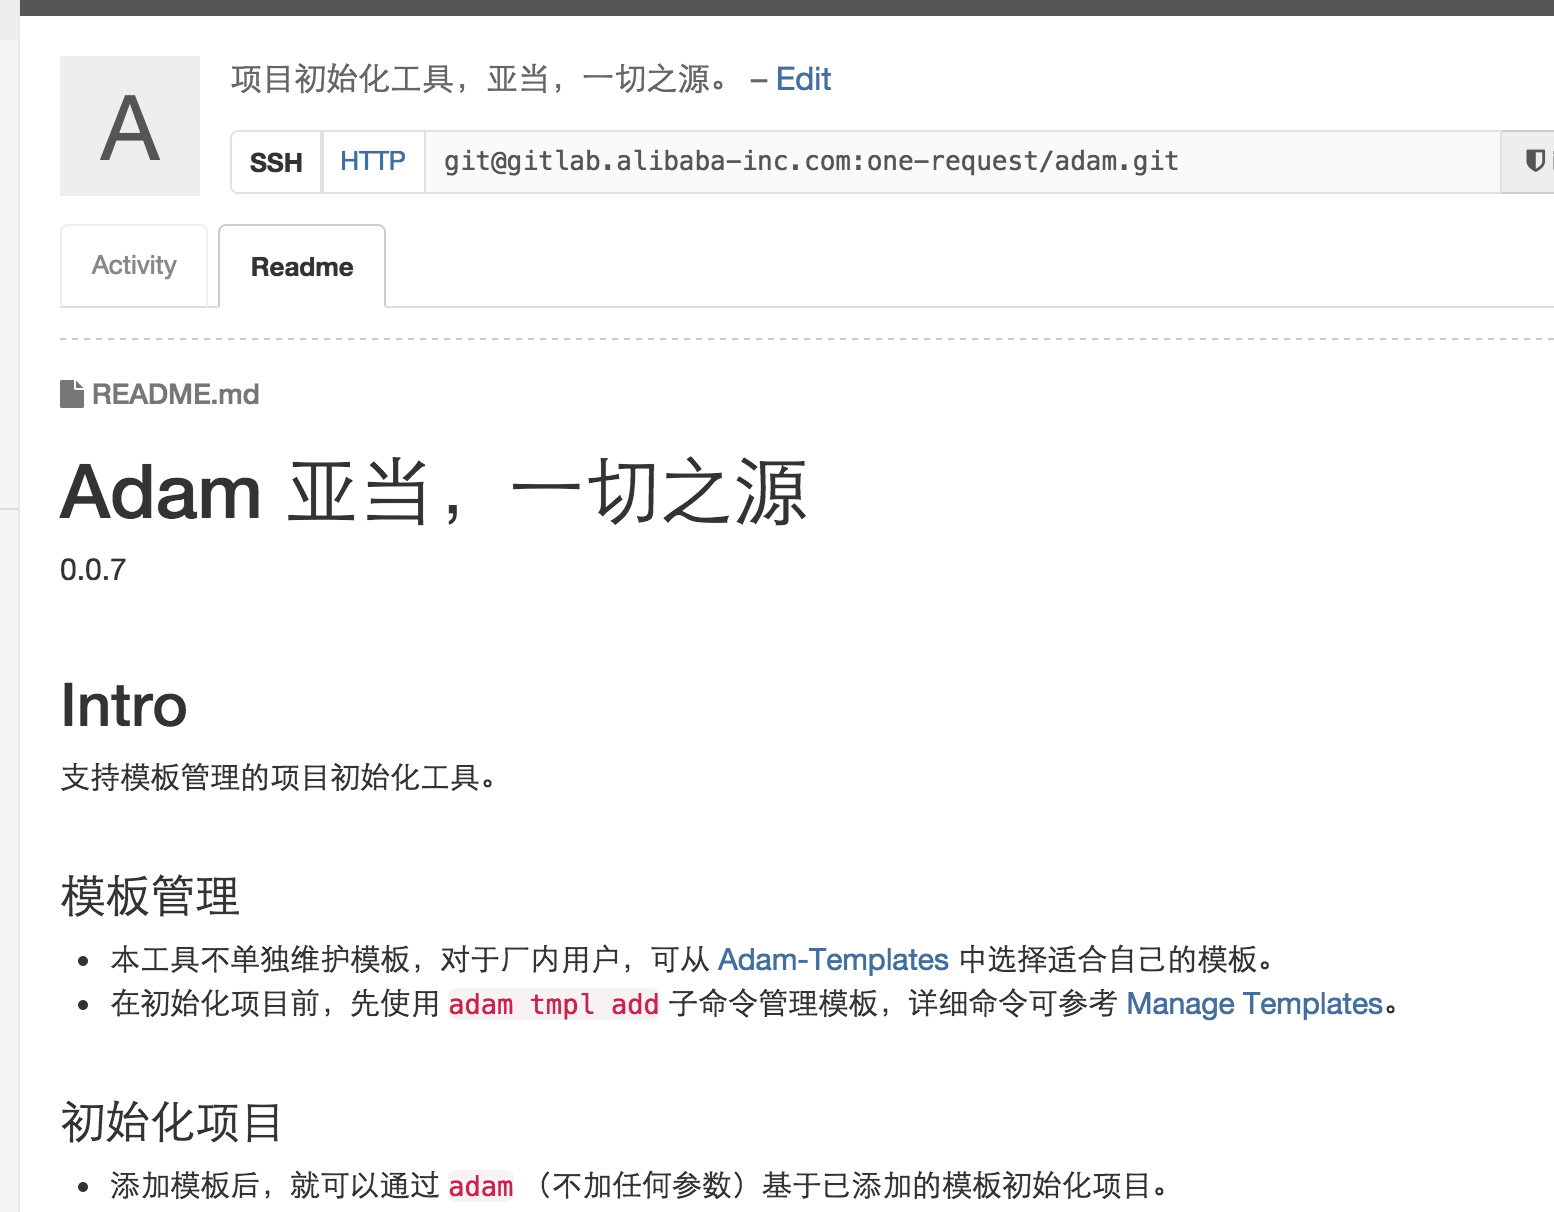 A
项目初始化工具，亚当，一切之源。 – Edit
SSH HTTP git@gitlab.alibaba-inc.com:one-request/adam.git
Activity Readme
README.md
Adam 亚当，一切之源
0.0.7
Intro
支持模板管理的项目初始化工具。
模板管理
• 本工具不单独维护模板，对于厂内用户，可从 Adam-Templates 中选择适合自己的模板。
• 在初始化项目前，先使用 adam tmpl add 子命令管理模板，详细命令可参考 Manage Templates。
初始化项目
• 添加模板后，就可以通过 adam （不加任何参数）基于已添加的模板初始化项目。